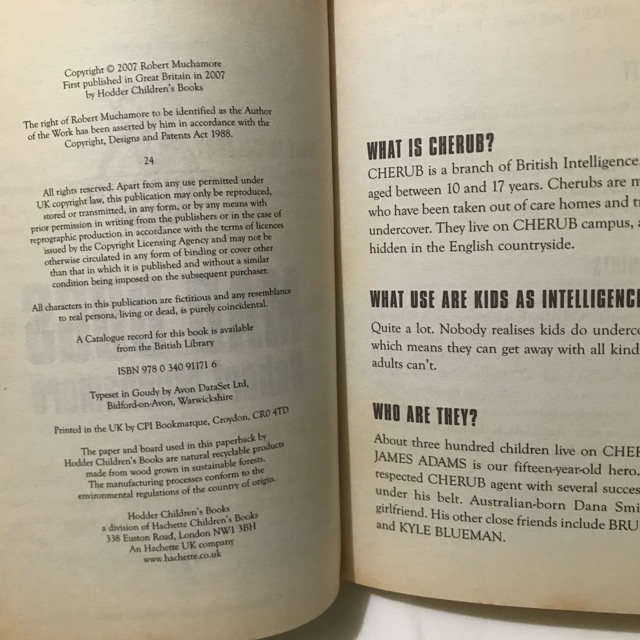 Copyright © 2007 Robert Muchamore
First published in Great Britain in 2007
by Hodder Children's Books
The right of Robert Muchamore to be identified as the Author
of the Work has been asserted by him in accordance with the
Copyright, Designs and Patents Act 1988.
24
All rights reserved. Apart from any use permitted under
UK copyright law, this publication may only be reproduced,
stored or transmitted, in any form, or by any means with
prior permission in writing from the publishers or in the case of
reprographic production in accordance with the terms of licences
issued by the Copyright Licensing Agency and may not be
otherwise circulated in any form of binding or cover other
than that in which it is published and without a similar
condition being imposed on the subsequent purchaser.
All characters in this publication are fictitious and any resemblance
to real persons, living or dead, is purely coincidental.
A Catalogue record for this book is available
from the British Library
ISBN 978 0 340 91171 6
Typeset in Goudy by Avon DataSet Ltd,
Bidford-on-Avon, Warwickshire
Printed in the UK by CPI Bookmarque, Croydon, CR0 4TD
The paper and board used in this paperback by
Hodder Children's Books are natural recyclable products
made from wood grown in sustainable forests.
The manufacturing processes conform to the
environmental regulations of the country of origin.
Hodder Children's Books
a division of Hachette Children's Books
338 Euston Road, London NW1 3BH
An Hachette UK company
www.hachette.co.uk
WHAT IS CHERUB?
CHERUB is a branch of British Intelligence
aged between 10 and 17 years. Cherubs are
who have been taken out of care homes and
undercover. They live on CHERUB campus,
hidden in the English countryside.
WHAT USE ARE KIDS AS INTELLIGENC
Quite a lot. Nobody realises kids do underco
which means they can get away with all kind
adults can't.
WHO ARE THEY?
About three hundred children live on CHE
JAMES ADAMS is our fifteen-year-old hero.
respected CHERUB agent with several succes
under his belt. Australian-born Dana Smi
girlfriend. His other close friends include BRU
and KYLE BLUEMAN.